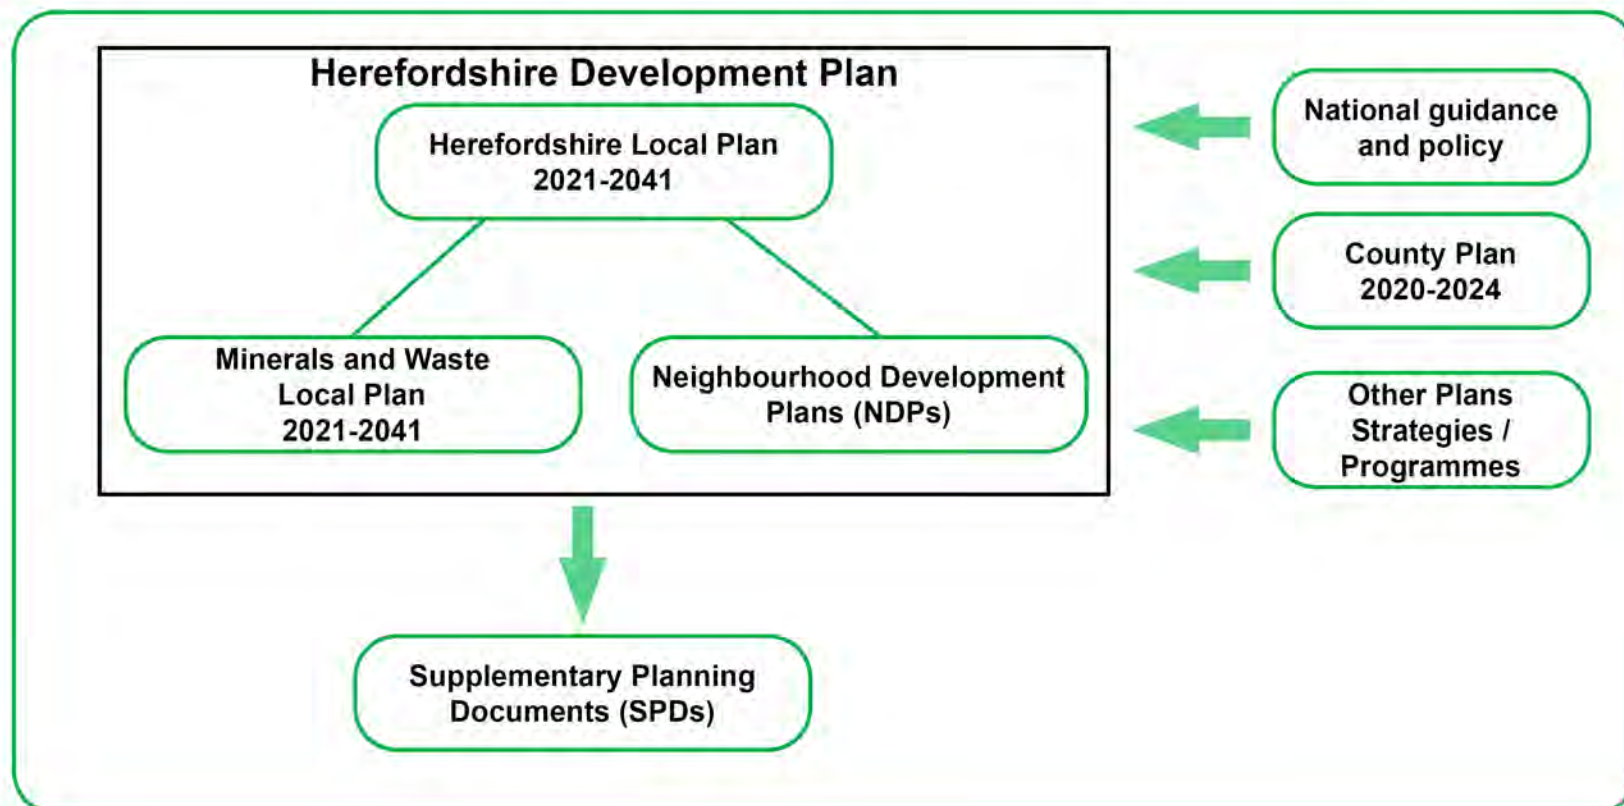 Herefordshire Development Plan
Herefordshire Local Plan
2021-2041
Minerals and Waste
Local Plan
2021-2041
Neighbourhood Development
Plans (NDPs)
National guidance
and policy
County Plan
2020-2024
Other Plans
Strategies /
Programmes
Supplementary Planning
Documents (SPDs)